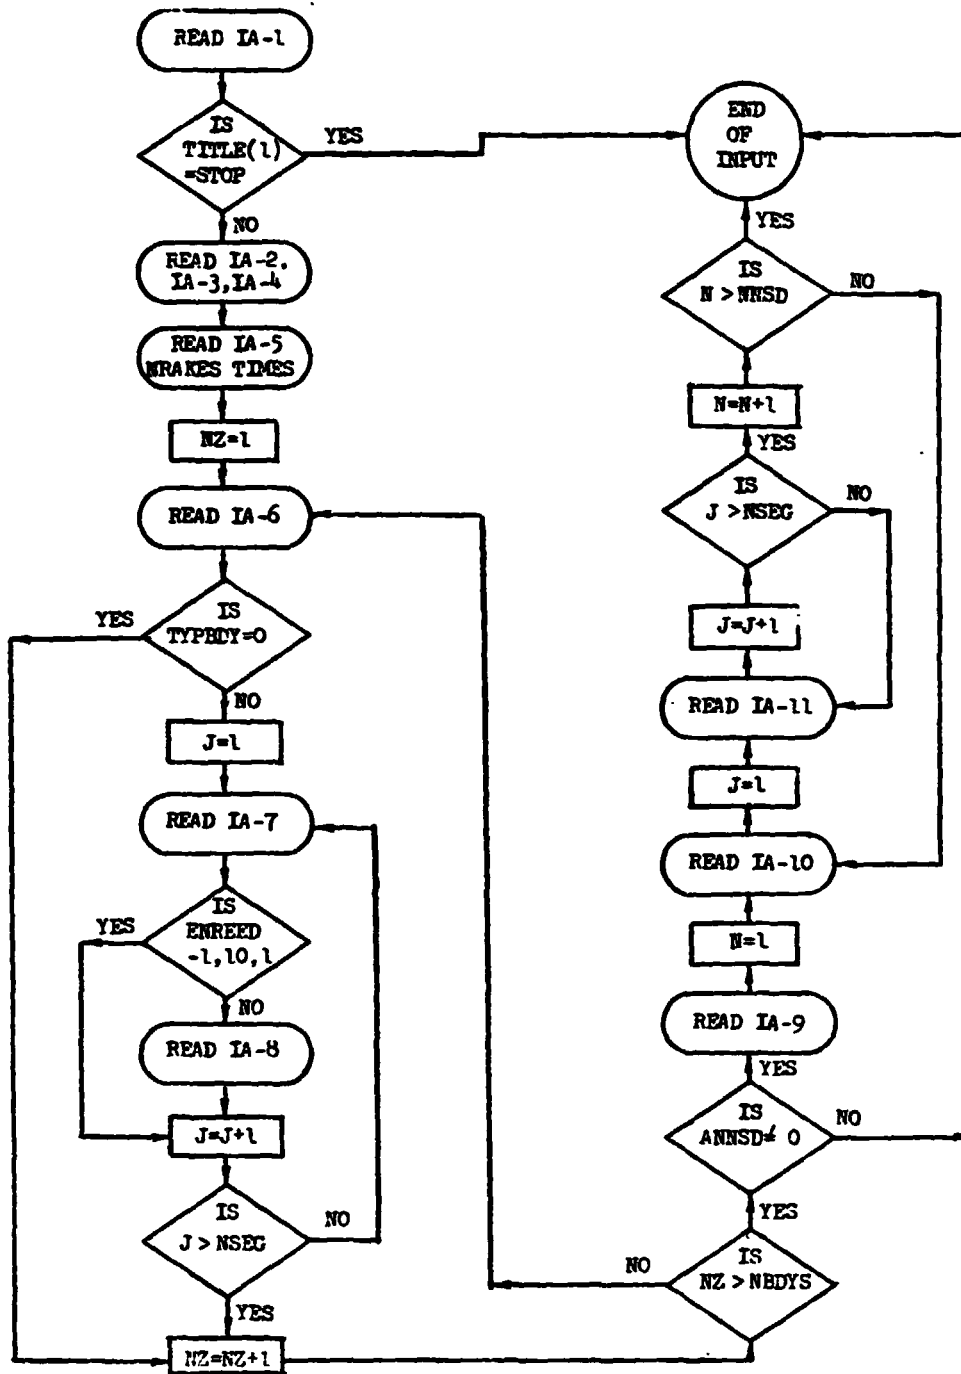 READ IA-1
IS
TITLE(1)
=STOP
YES
NO
READ IA-2,
IA-3,IA-4
READ IA-5
NRAKES TIMES
NZ=1
READ IA-6
IS
TYPBDY=0
YES
NO
J=1
READ IA-7
IS
ENREED
-1,10,1
YES
NO
READ IA-8
J=J+1
IS
J>NSEG
NO
YES
NZ=NZ+1
END
OF
INPUT
YES
IS
N>NNSD
NO
N=N+1
YES
IS
J>NSEG
NO
J=J+1
READ IA-11
J=1
READ IA-10
N=1
READ IA-9
YES
IS
ANNSD≠ 0
NO
YES
IS
NZ>NBDYS
NO